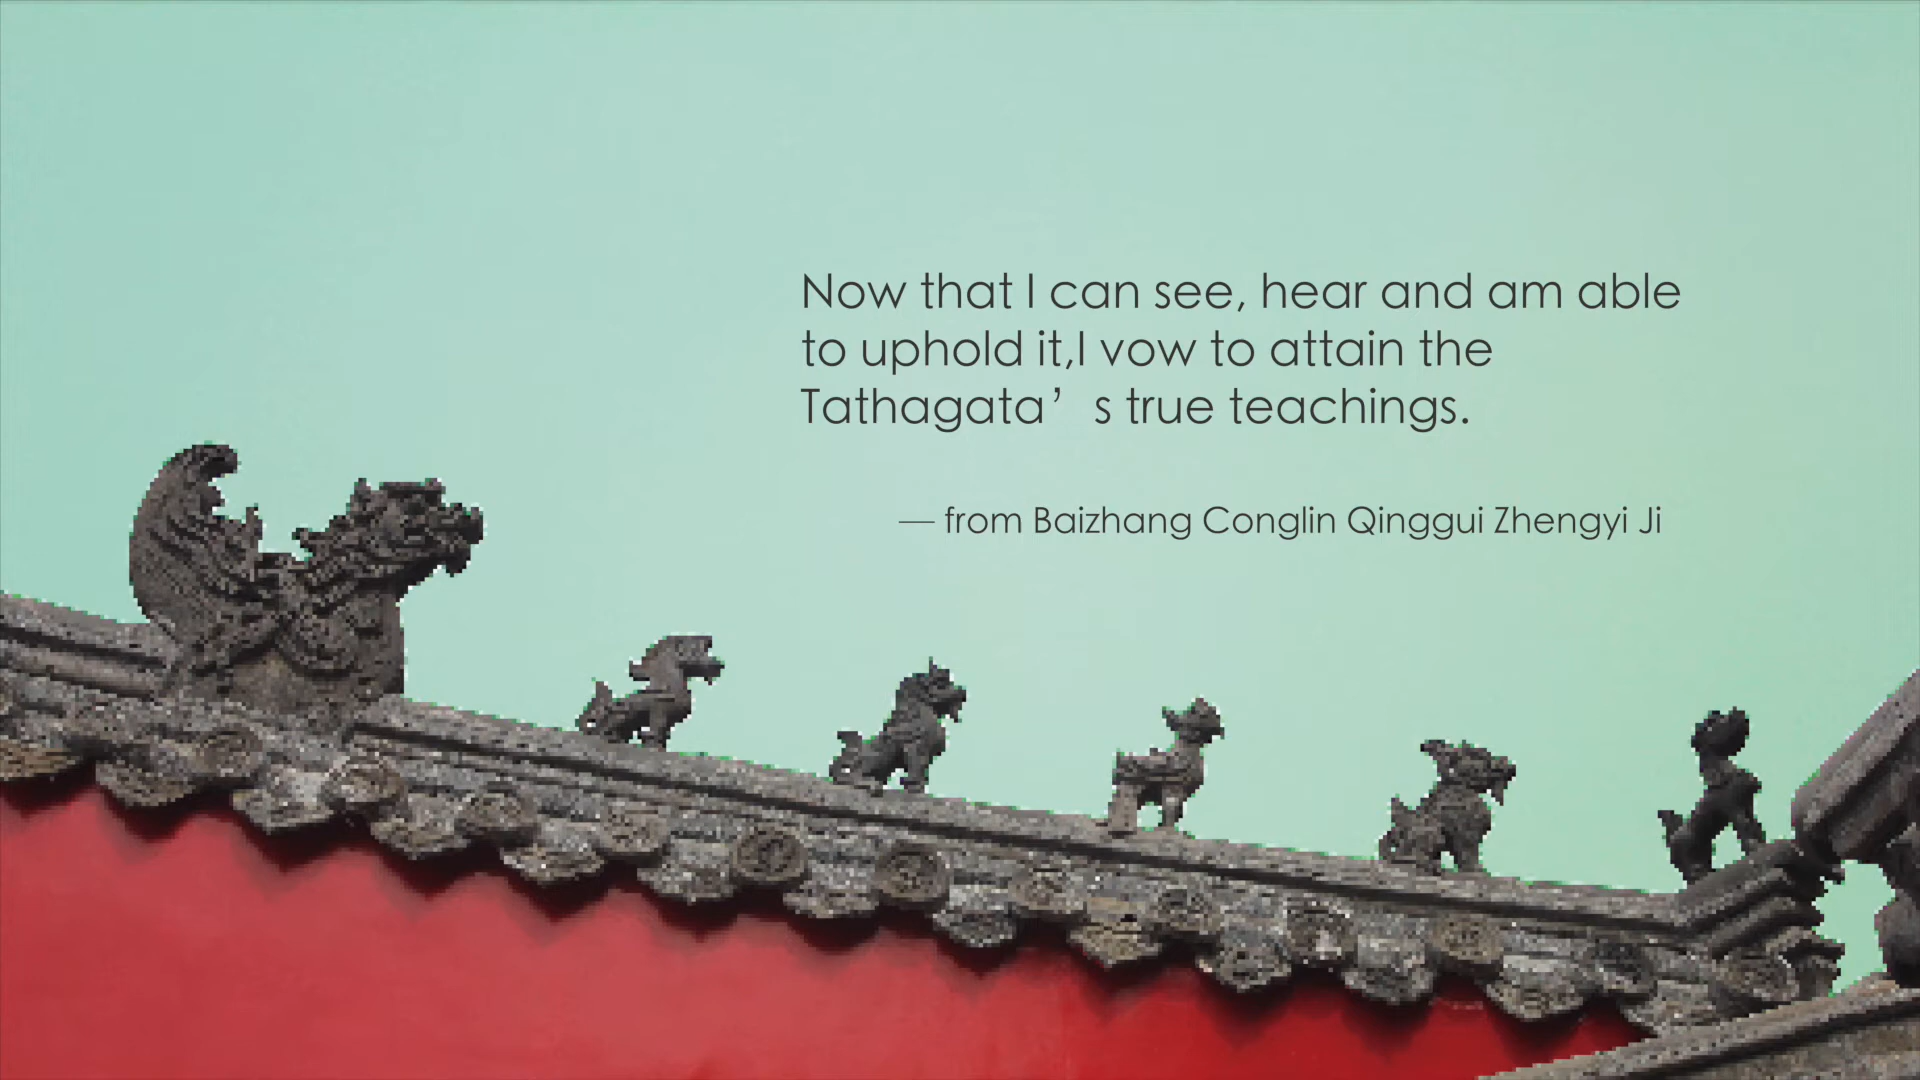 Now that I can see, hear and am able
to uphold it,I vow to attain the
Tathagata’s true teachings.
— from Baizhang Conglin Qinggui Zhengyi Ji